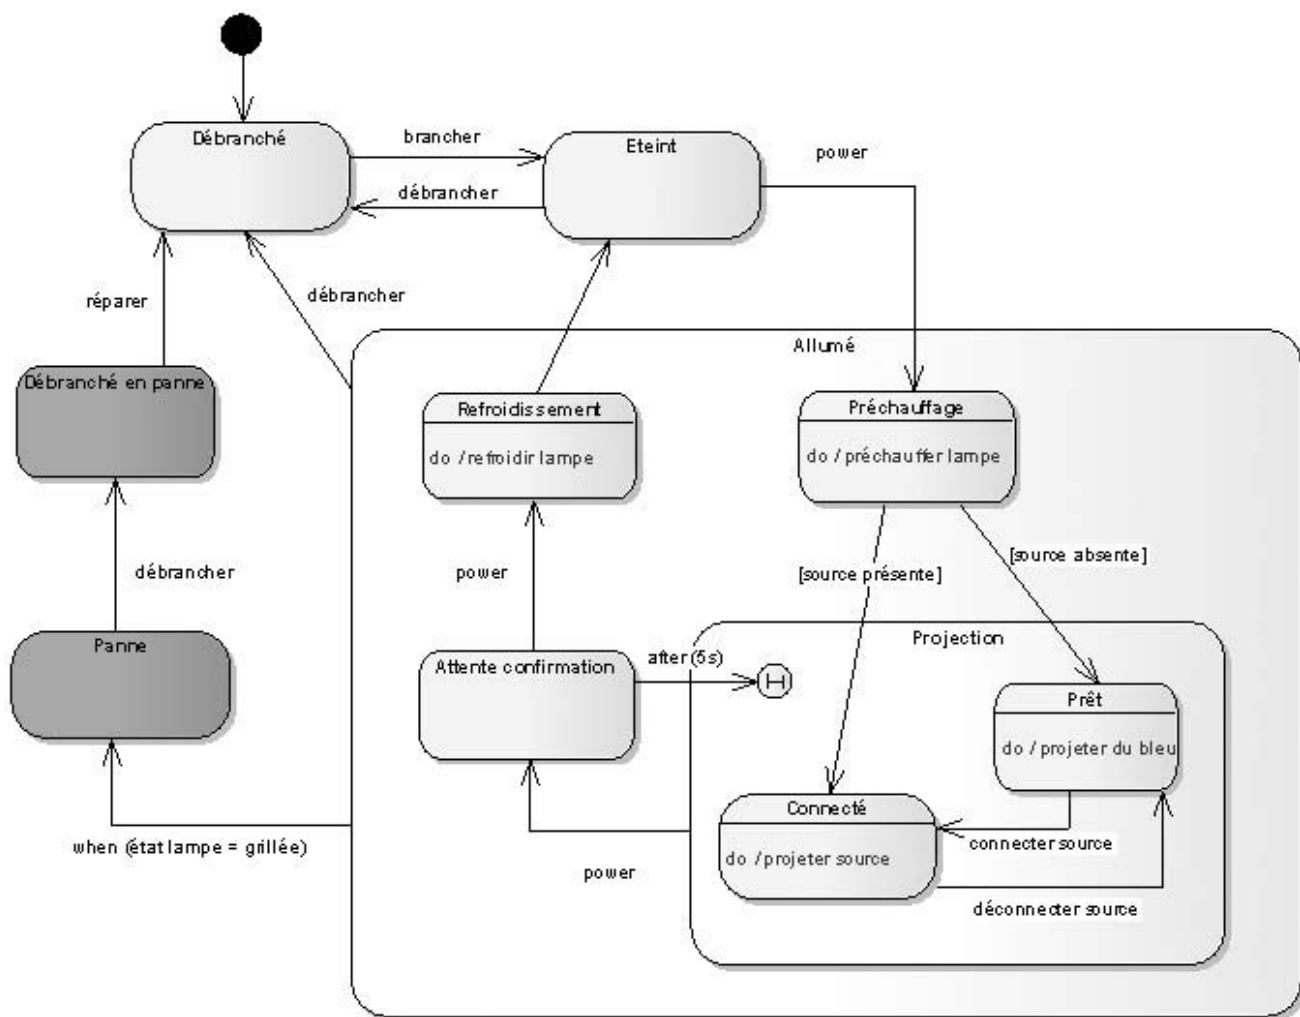 Débranché
brancher
Eteint
power
débrancher
réparer
débrancher
Allumé
Débranché en panne
Refroidissement
do / refroidir lampe
Préchauffage
do / préchauffer lampe
débrancher
power
[source présente]
[source absente]
Panne
Attente confirmation
after (5s)
H
Projection
Prêt
do / projeter du bleu
Connecté
do / projeter source
connecter source
déconnecter source
when (état lampe = grillée)
power